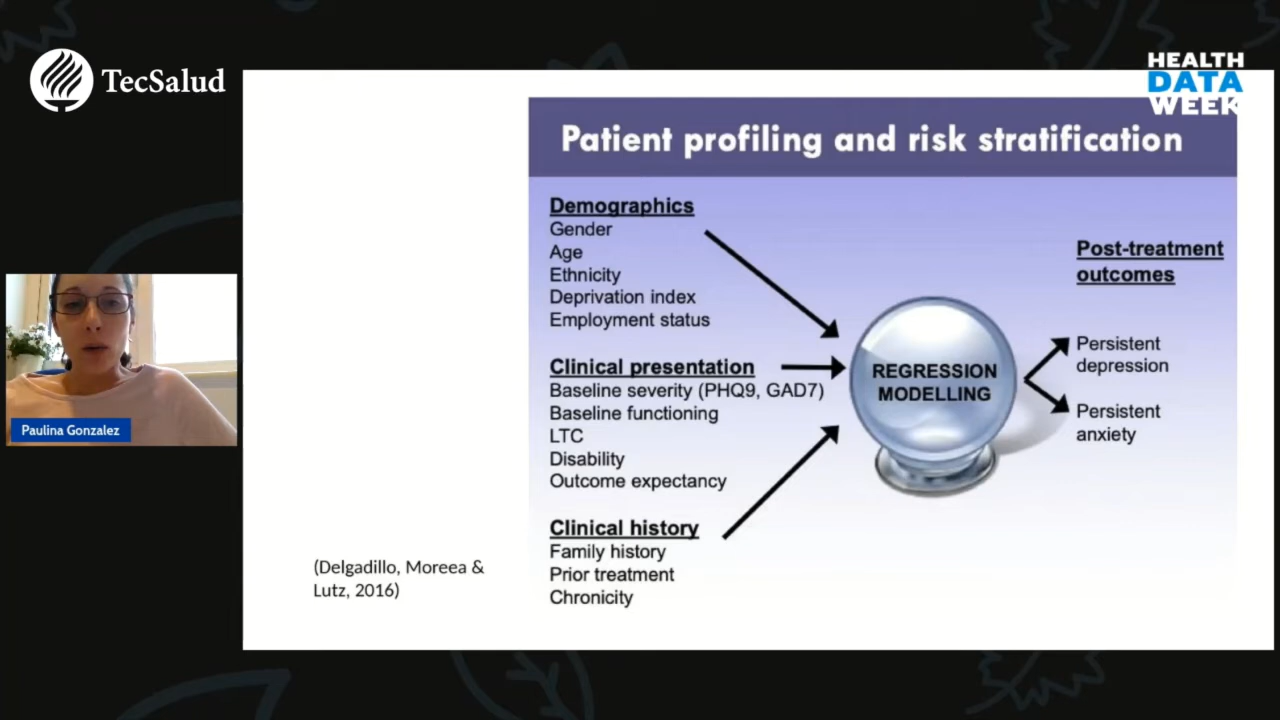 TecSalud
HEALTH
DATA
WEEK
Patient profiling and risk stratification
Demographics
Gender
Age
Ethnicity
Deprivation index
Employment status
Clinical presentation
Baseline severity (PHQ9, GAD7)
Baseline functioning
LTC
Disability
Outcome expectancy
Clinical history
Family history
Prior treatment
Chronicity
REGRESSION
MODELLING
Post-treatment
outcomes
Persistent
depression
Persistent
anxiety
(Delgadillo, Moreea &
Lutz, 2016)
Paulina Gonzalez